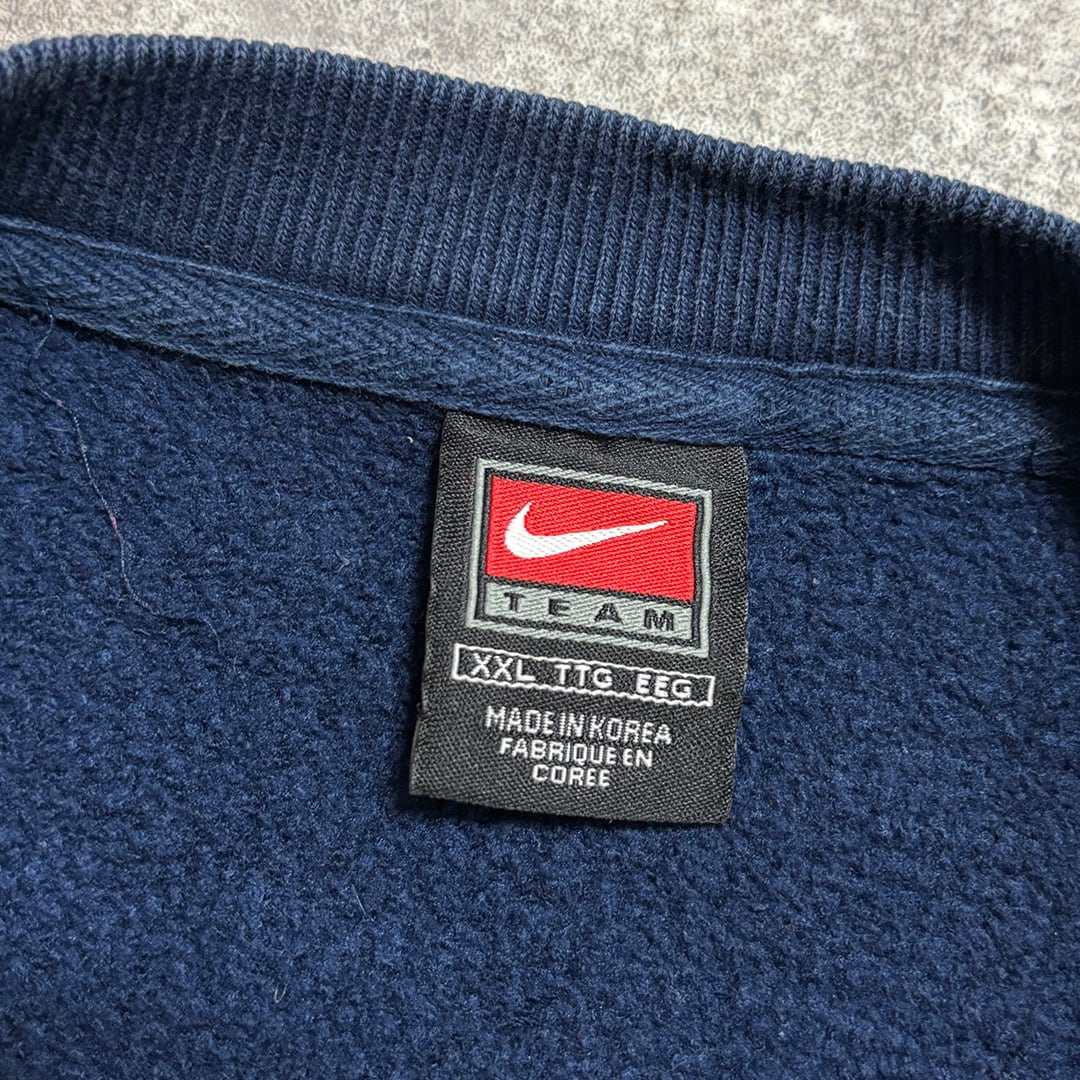 TEAM
XXL TTG EEG
MADE IN KOREA
FABRIQUE EN
COREE